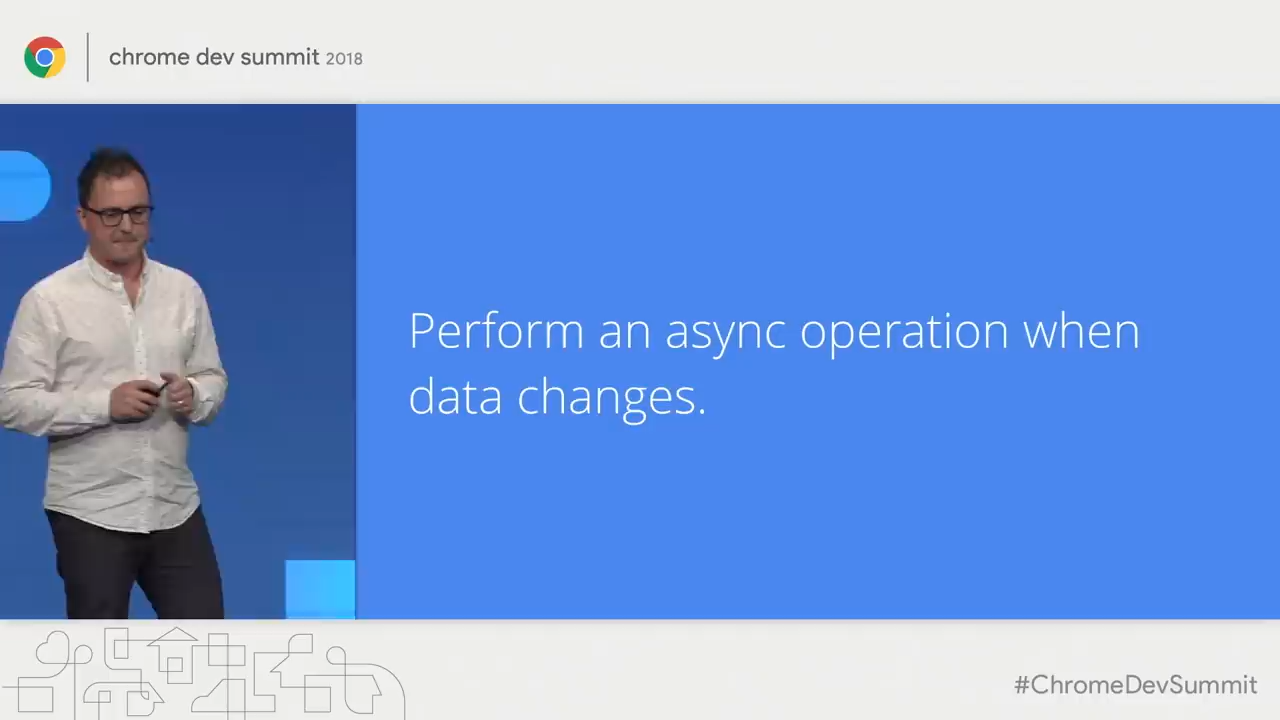 chrome dev summit 2018
Perform an async operation when
data changes.
#ChromeDevSummit